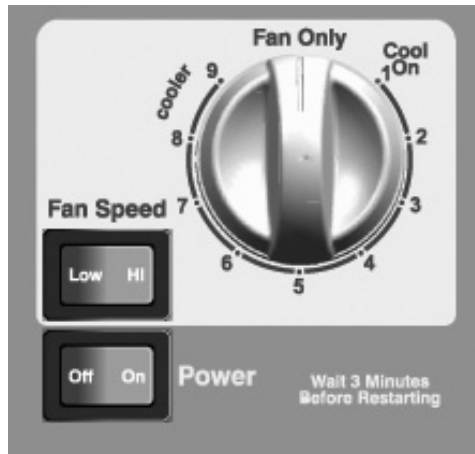 Fan Only
Cool
On
cooler
9
1
8
2
7
3
6
4
5
Fan Speed
Low HI
Off On
Power
Wait 3 Minutes
Before Restarting